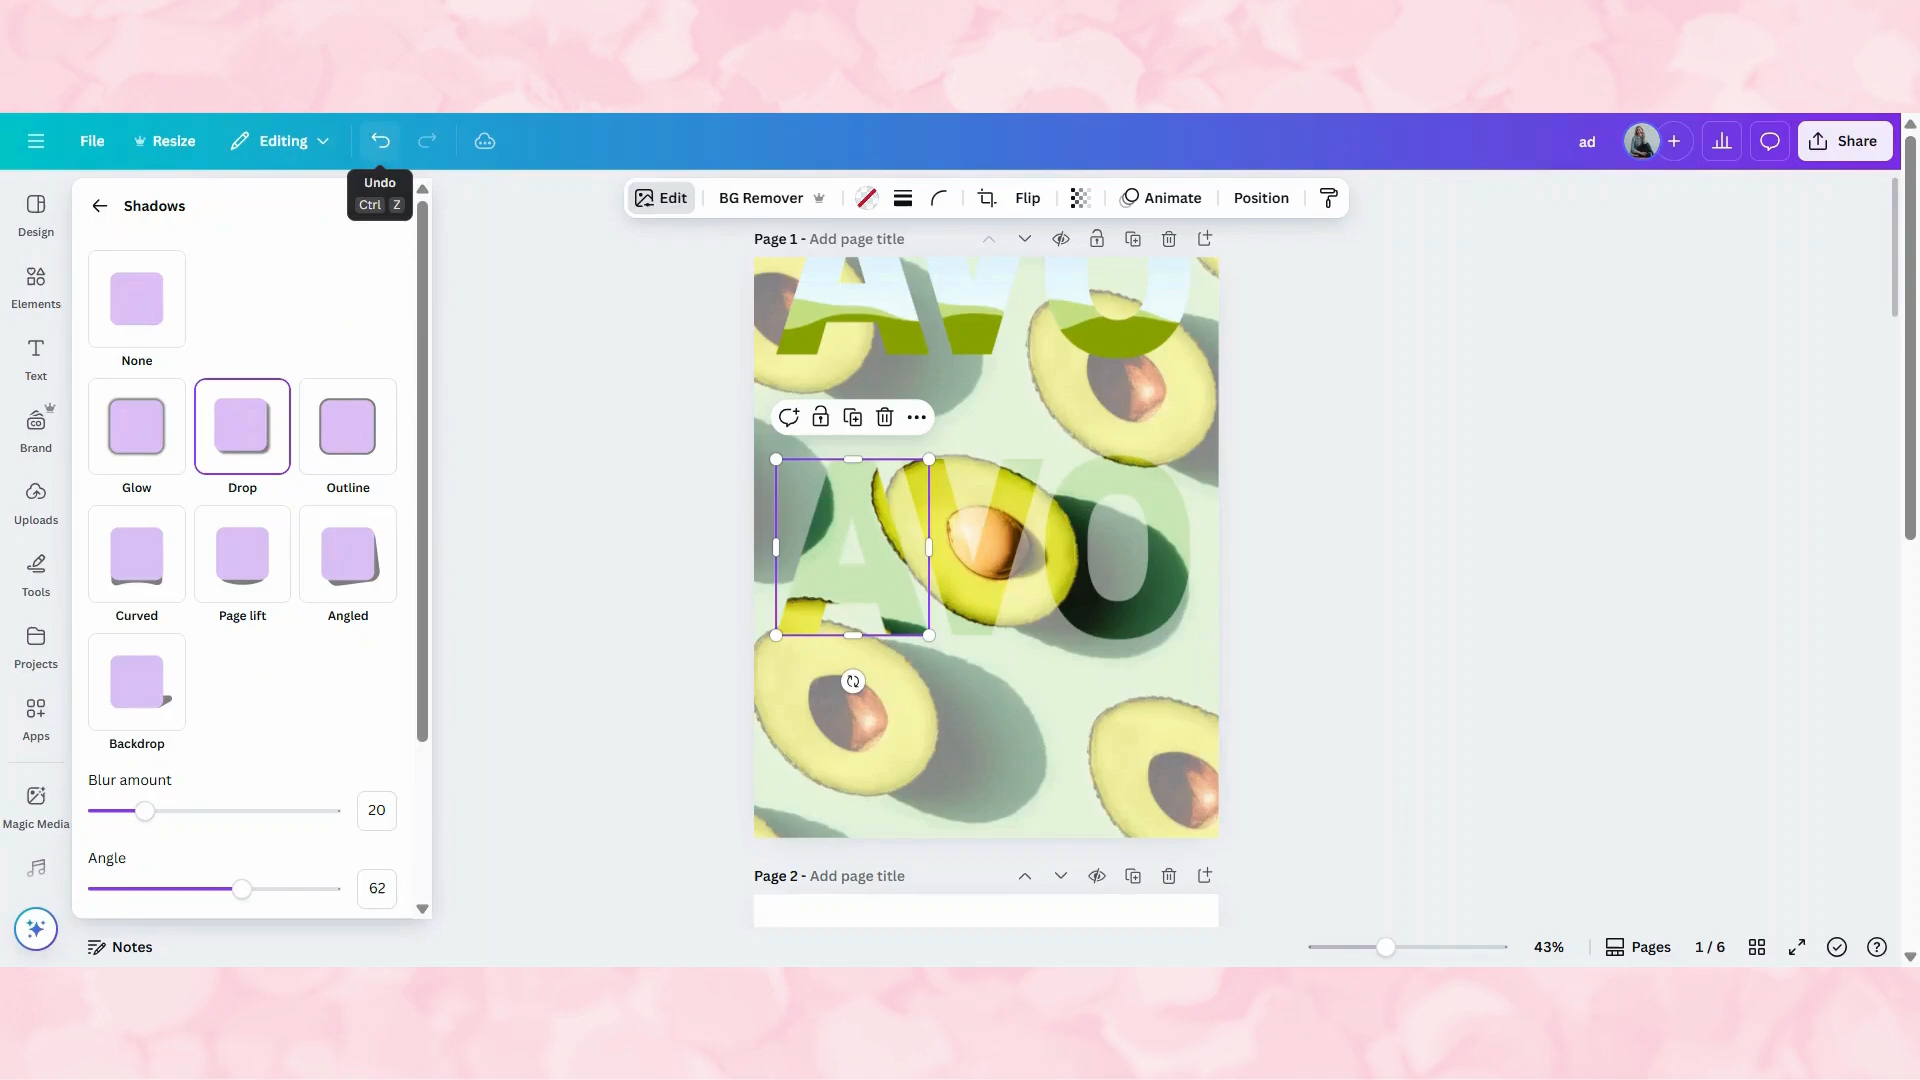 File
Resize
Editing
ad
Share
Undo
Ctrl Z
Design
Elements
Text
Brand
Uploads
Tools
Projects
Apps
Magic Media
Shadows
None
Glow
Drop
Outline
Curved
Page lift
Angled
Backdrop
Blur amount
20
Angle
62
Edit
BG Remover
Flip
Animate
Position
Page 1 - Add page title
AVO
AVO
Page 2 - Add page title
Notes
43%
Pages
1 / 6